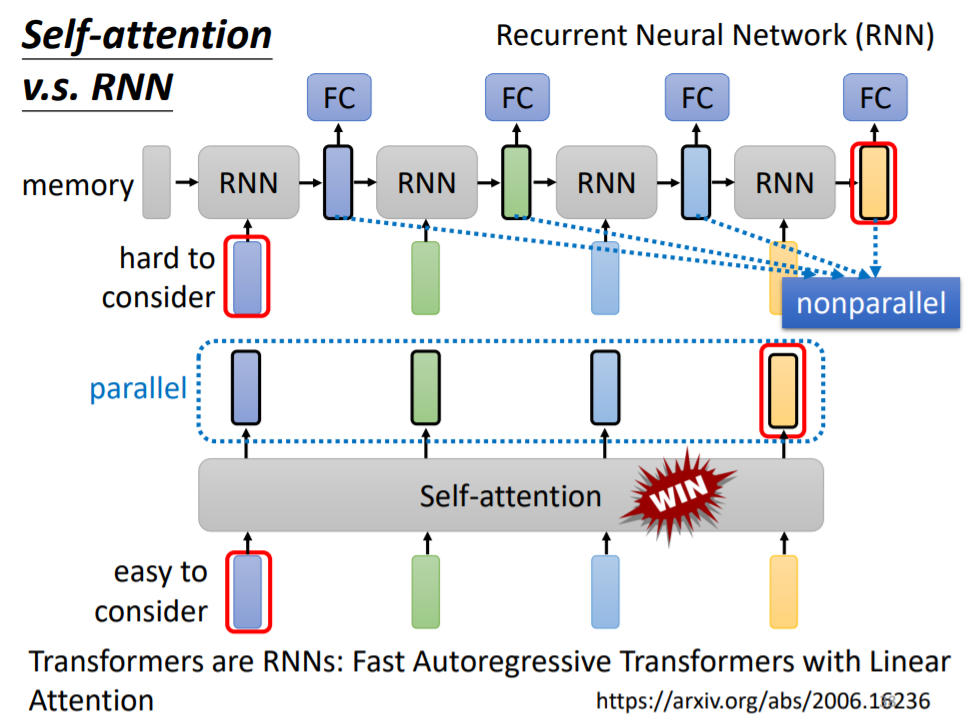 Self-attention
v.s. RNN
Recurrent Neural Network (RNN)
FC
FC
FC
FC
memory
RNN
RNN
RNN
RNN
hard to
consider
nonparallel
parallel
Self-attention
WIN
easy to
consider
Transformers are RNNs: Fast Autoregressive Transformers with Linear
Attention
https://arxiv.org/abs/2006.16236